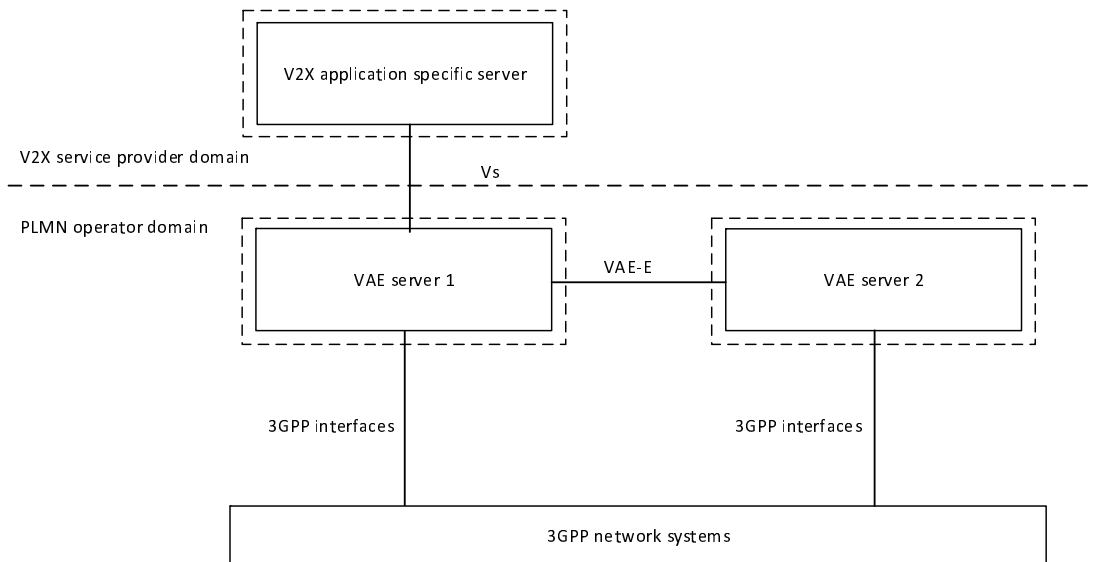 V2X application specific server
V2X service provider domain
Vs
PLMN operator domain
VAE server 1
VAE-E
VAE server 2
3GPP interfaces
3GPP interfaces
3GPP network systems